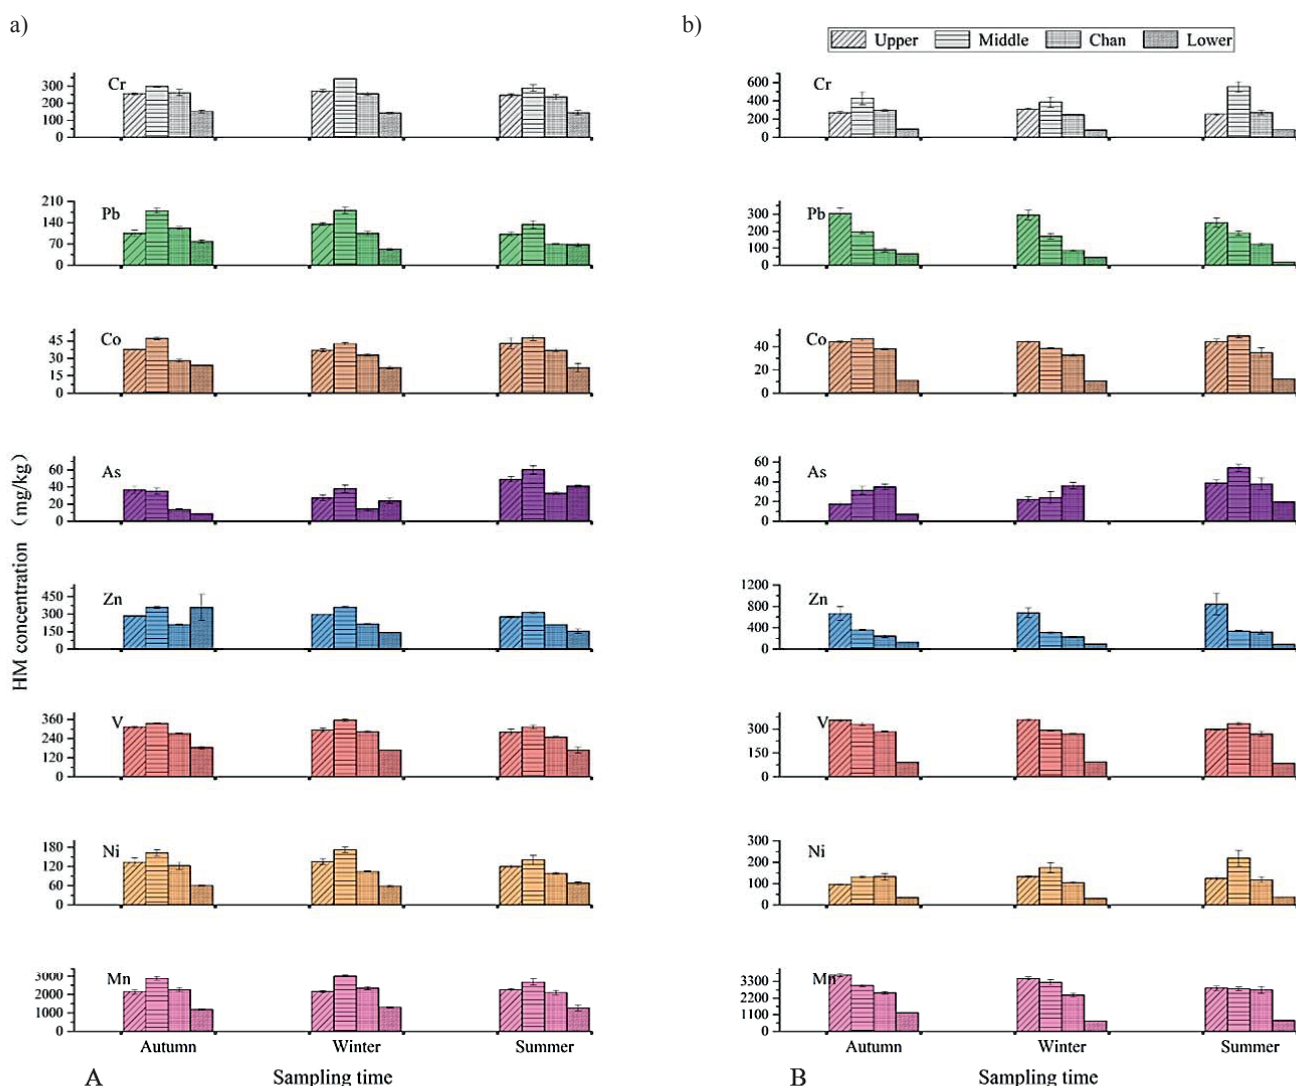 a)
b)
Upper Middle Chan Lower
Cr
300
200
100
0
Pb
210
140
70
0
Co
45
30
15
0
As
60
40
20
0
Zn
450
300
150
0
V
360
240
120
0
Ni
180
120
60
0
Mn
3000
2000
1000
0
HM concentration (mg/kg)
Autumn Winter Summer
A Sampling time
Cr
600
400
200
0
Pb
300
200
100
0
Co
40
20
0
As
60
40
20
0
Zn
1200
800
400
0
V
300
150
0
Ni
300
200
100
0
Mn
3300
2200
1100
0
Autumn Winter Summer
B Sampling time